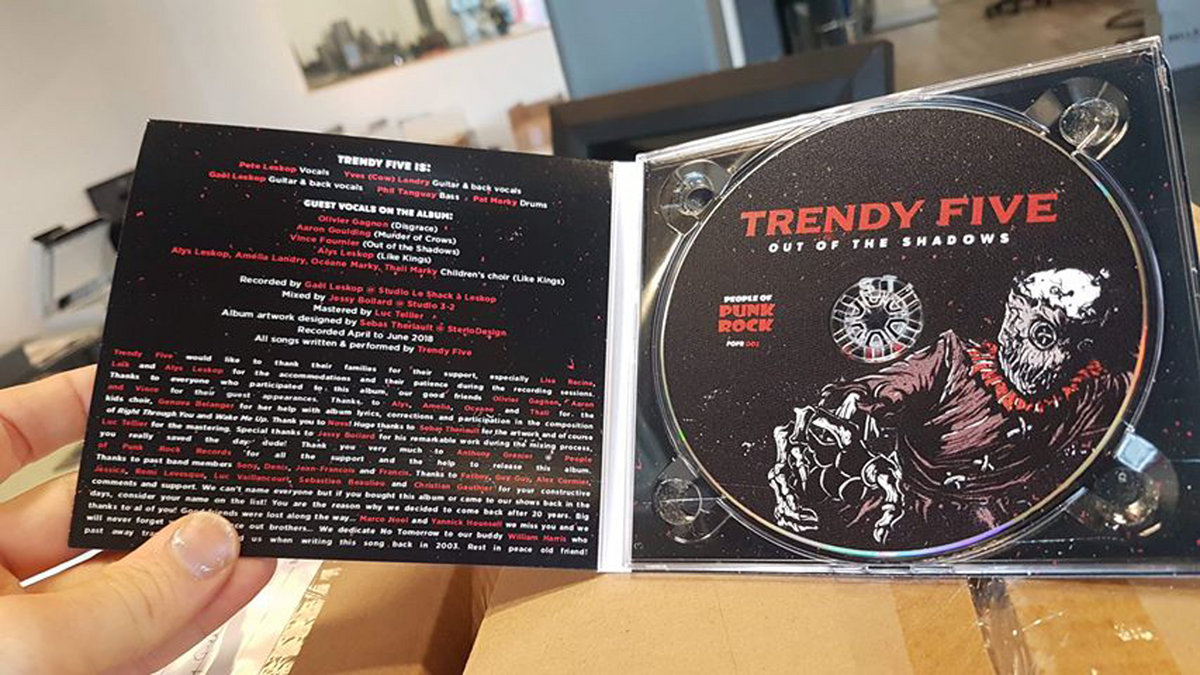 TRENDY FIVE IS:
Pete Leskop Vocals Yves (Cow) Landry Guitar & back vocals
Gaël Leskop Guitar & back vocals Phil Tanguay Bass Pat Marky Drums
GUEST VOCALS ON THE ALBUM:
Olivier Gagnon (Disgrace)
Aaron Goulding (Murder of Crows)
Vince Fournier (Out of the Shadows)
Alys Leskop (Like Kings)
Alys Leskop, Amélia Landry, Océane Marky, Thali Marky Children's choir (Like Kings)
Recorded by Gaël Leskop @ Studio Le Shack à Leskop
Mixed by Jessy Boilard @ Studio 3-2
Mastered by Luc Tellier
Album artwork designed by Sebas Theriault @ SterioDesign
Recorded April to June 2018
All songs written & performed by Trendy Five
Trendy Five would like to thank their families for their support, especially Lisa Racine,
Laïk and Alys Leskop for the accommodations and their patience during the recording sessions.
Thanks to everyone who participated to this album, our good friends Olivier Gagnon, Aaron
and Vince for their guest appearances. Thanks to Alys, Amelia, Oceane and Thali for the
kids choir, Genova Belanger for her help with album lyrics, correction and participation in the composition
of Right Through You and Never Give Up. Thank you to Nova! Huge thanks to Sebas Theriault for the artwork and of course
Luc Tellier for the mastering. Special thanks to Jessy Boilard for his remarkable work during the mixing process,
you really saved the day dude! Thank you very much to Anthony Grenier & People
of Punk Rock Records for all the support and the help to release this album.
Thanks to past band members Sony, Denis, Jean-Francois and Francis. Thanks to Fatboy, Guy Guy, Alex Cormier,
Jessica, Remi Levesque, Luc Vaillancourt, Sebastien Beaulieu and Christian Gauthier for your constructive
comments and support. We can't name everyone but if you bought this album or came to our shows back in the
days, consider your name on the list! You are the reason why we decided to come back after 20 years. Big
thanks to al of you! Good friends were lost along the way... Marco and Yannick Hounsell we miss you and we
will never forget out brothers... We dedicate No Tomorrow to our buddy William Harris who
past away us when writing this song back in 2003. Rest in peace old friend!
TRENDY FIVE
OUT OF THE SHADOWS
PEOPLE OF
PUNK
ROCK
POPR 001